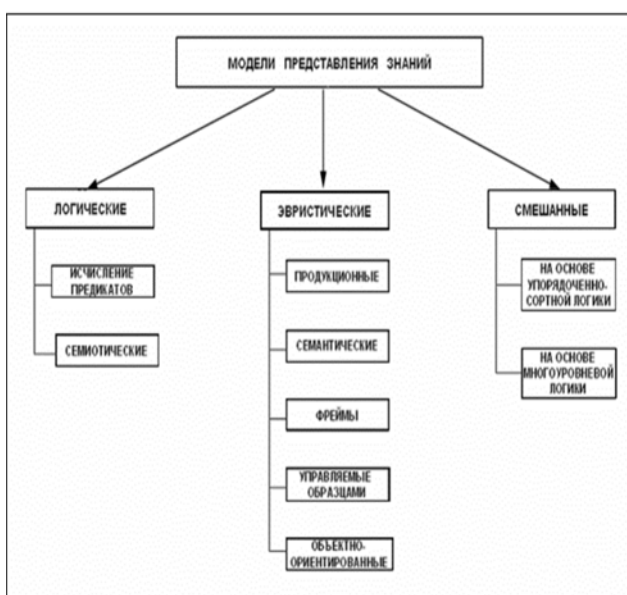 МОДЕЛИ ПРЕДСТАВЛЕНИЯ ЗНАНИЙ
ЛОГИЧЕСКИЕ
ИСЧИСЛЕНИЕ
ПРЕДИКАТОВ
СЕМИОТИЧЕСКИЕ
ЭВРИСТИЧЕСКИЕ
ПРОДУКЦИОННЫЕ
СЕМАНТИЧЕСКИЕ
ФРЕЙМЫ
УПРАВЛЯЕМЫЕ
ОБРАЗЦАМИ
ОБЪЕКТНО-
ОРИЕНТИРОВАННЫЕ
СМЕШАННЫЕ
НА ОСНОВЕ
УПОРЯДОЧЕННО-
СОРТНОЙ ЛОГИКИ
НА ОСНОВЕ
МНОГОУРОВНЕВОЙ
ЛОГИКИ